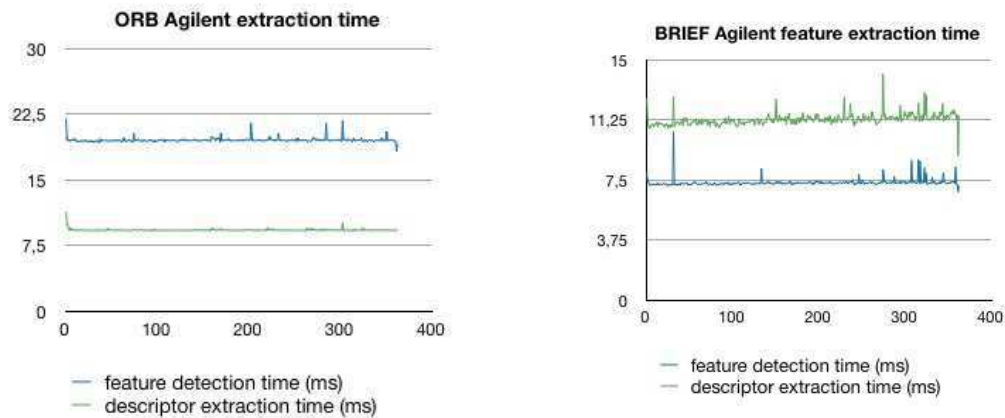 ORB Agilent extraction time
30
22,5
15
7,5
0
0 100 200 300 400
feature detection time (ms)
descriptor extraction time (ms)
BRIEF Agilent feature extraction time
15
11,25
7,5
3,75
0
0 100 200 300 400
feature detection time (ms)
descriptor extraction time (ms)